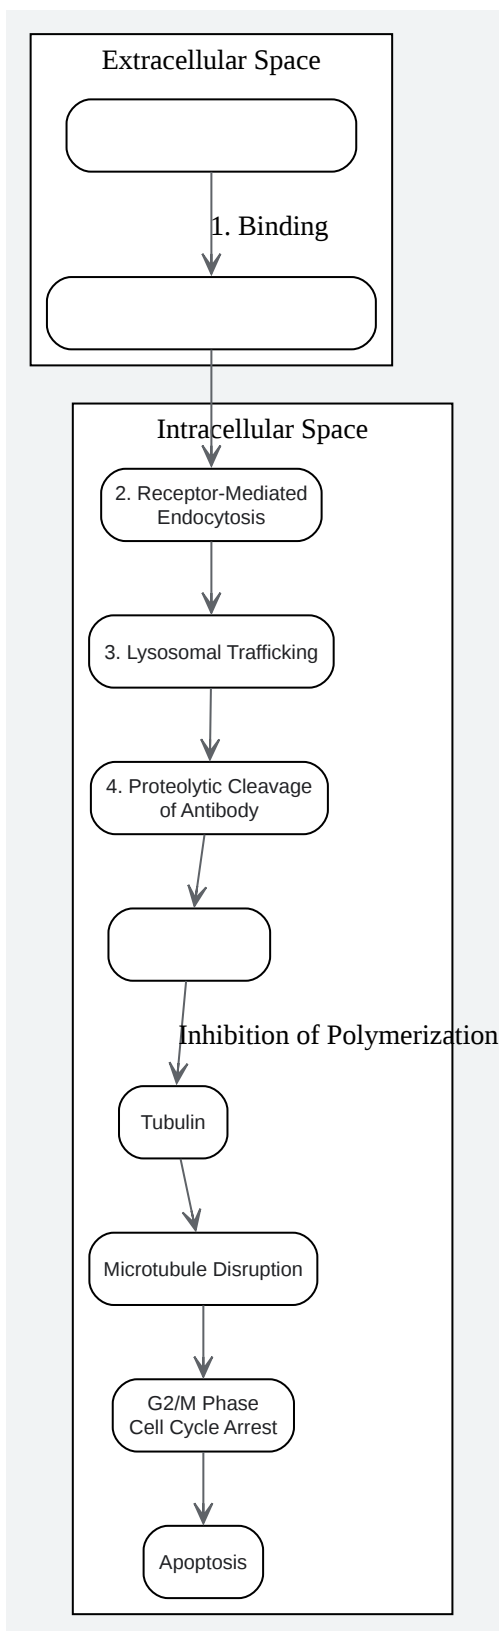 Extracellular Space
1. Binding
Intracellular Space
2. Receptor-Mediated
Endocytosis
3. Lysosomal Trafficking
4. Proteolytic Cleavage
of Antibody
Inhibition of Polymerization
Tubulin
Microtubule Disruption
G2/M Phase
Cell Cycle Arrest
Apoptosis